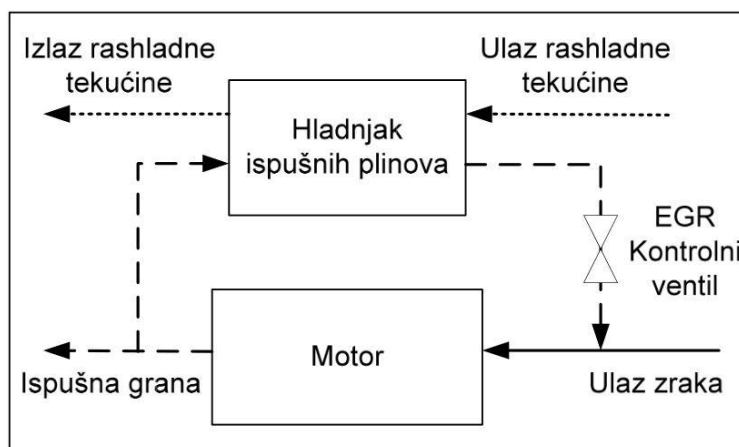 Izlaz rashladne
tekućine
Ulaz rashladne
tekućine
Hladnjak
ispušnih plinova
EGR
Kontrolni
ventil
Motor
Ispušna grana
Ulaz zraka